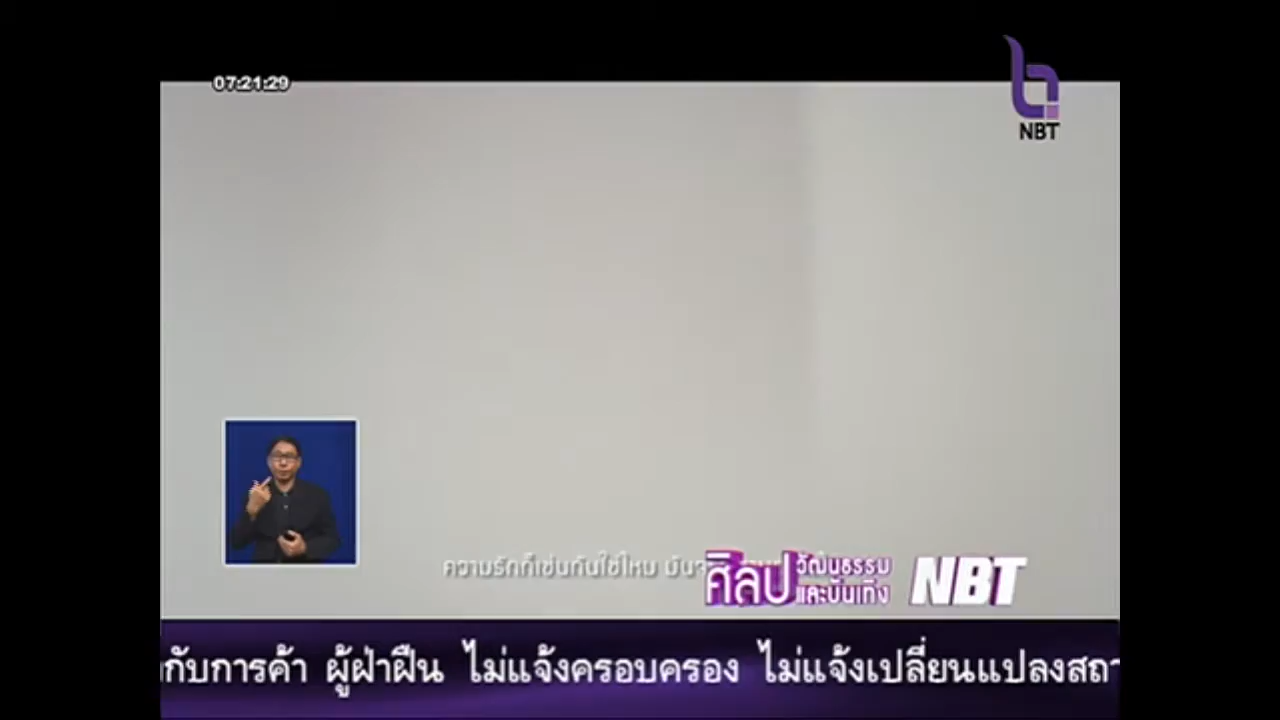 07:21:29
NBT
ความรักก็เช่นกันใช่ไหม มัน
ศิลป วัฒนธรรม
และบันเทิง
NBT
กับการค้า ผู้ฝ่าฝืน ไม่แจ้งครอบครอง ไม่แจ้งเปลี่ยนแปลงสถา